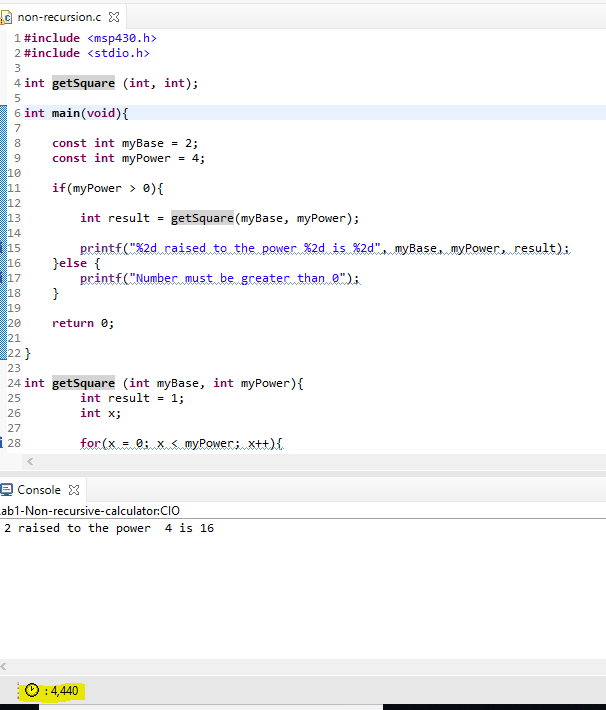 non-recursion.c
1 #include <msp430.h>
2 #include <stdio.h>
3
4 int getSquare (int, int);
5
6 int main(void){
7
8 const int myBase = 2;
9 const int myPower = 4;
10
11 if(myPower > 0){
12
13 int result = getSquare(myBase, myPower);
14
15 printf("%2d raised to the power %2d is %2d", myBase, myPower, result);
16 }else {
17 printf("Number must be greater than 0");
18 }
19
20 return 0;
21
22 }
23
24 int getSquare (int myBase, int myPower){
25 int result = 1;
26 int x;
27
28 for(x = 0; x < myPower; x++){
Console
ab1-Non-recursive-calculator:CIO
2 raised to the power  4 is 16
: 4,440